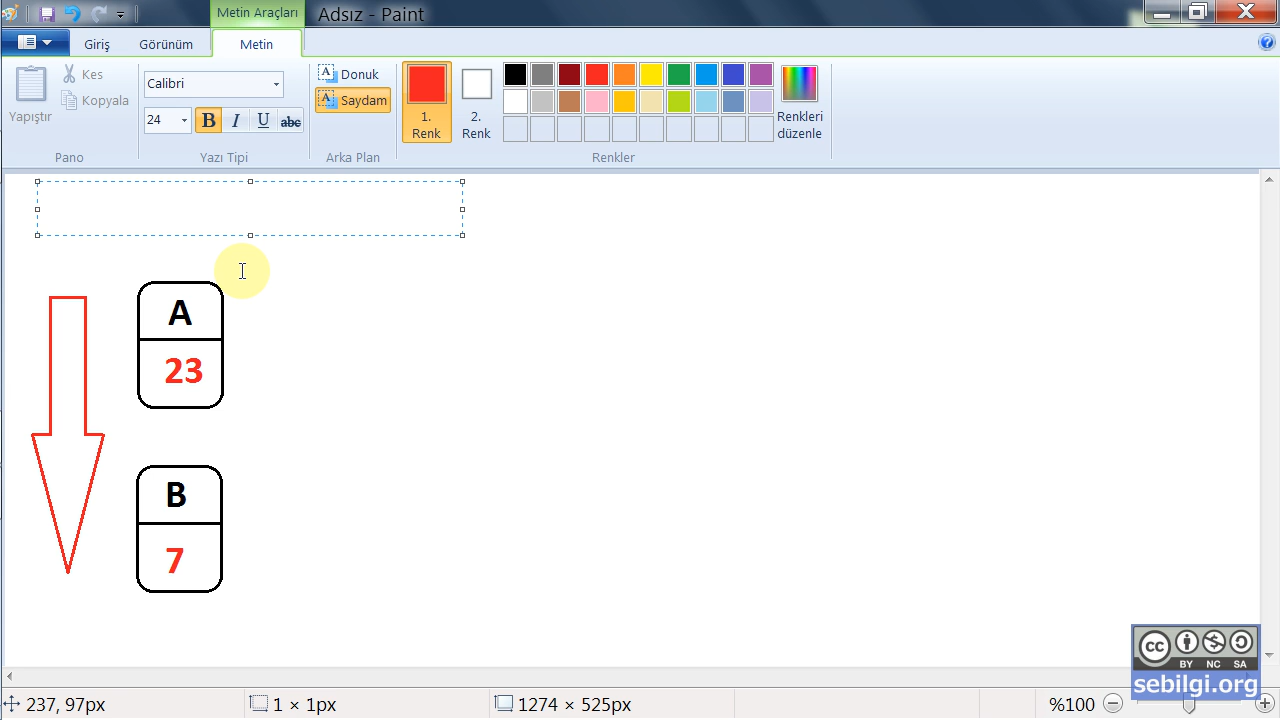 Metin Araçları
Adsız - Paint
Giriş
Görünüm
Metin
Yapıştır
Kes
Kopyala
Pano
Calibri
24
B I U abc
Yazı Tipi
A Donuk
A Saydam
Arka Plan
1. Renk
2. Renk
Renkleri düzenle
Renkler
A
23
B
7
cc BY NC SA
sebilgi.org
237, 97px
1 × 1px
1274 × 525px
%100